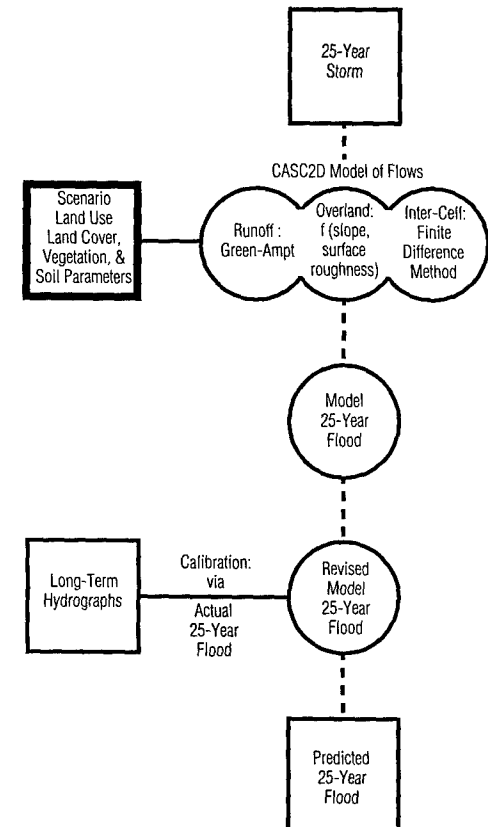 25-Year
Storm
CASC2D Model of Flows
Scenario
Land Use
Land Cover,
Vegetation, &
Soil Parameters
Runoff :
Green-Ampt
Overland:
f (slope,
surface
roughness)
Inter-Cell:
Finite
Difference
Method
Model
25-Year
Flood
Long-Term
Hydrographs
Calibration:
via
Actual
25-Year
Flood
Revised
Model
25-Year
Flood
Predicted
25-Year
Flood